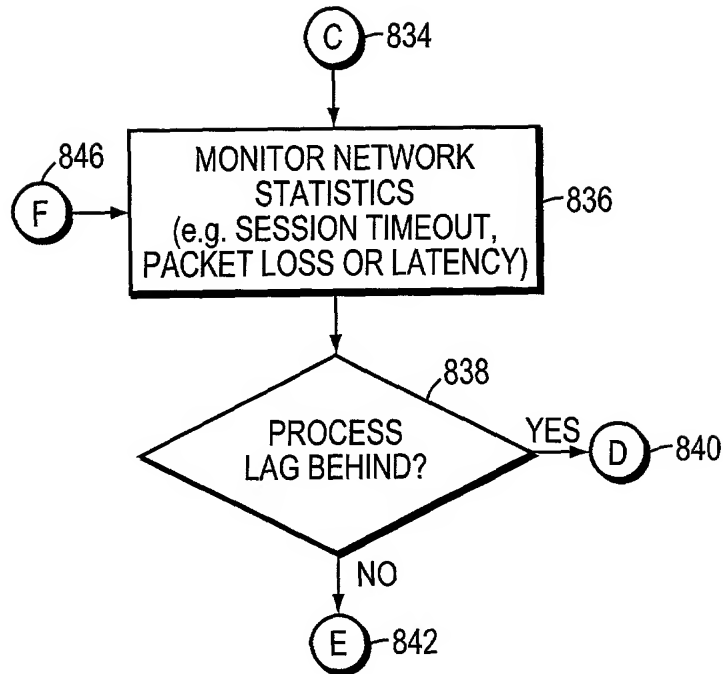 C
834
846
F
MONITOR NETWORK
STATISTICS
(e.g. SESSION TIMEOUT,
PACKET LOSS OR LATENCY)
836
838
PROCESS
LAG BEHIND?
YES
D
840
NO
E
842